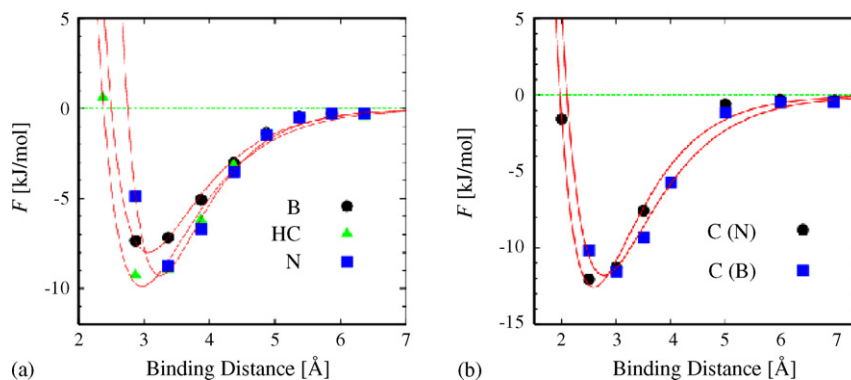 5
0
-5
-10
F [kJ/mol]
B
HC
N
2 3 4 5 6 7
Binding Distance [Å]
(a)
5
0
-5
-10
-15
F [kJ/mol]
C (N)
C (B)
2 3 4 5 6 7
Binding Distance [Å]
(b)